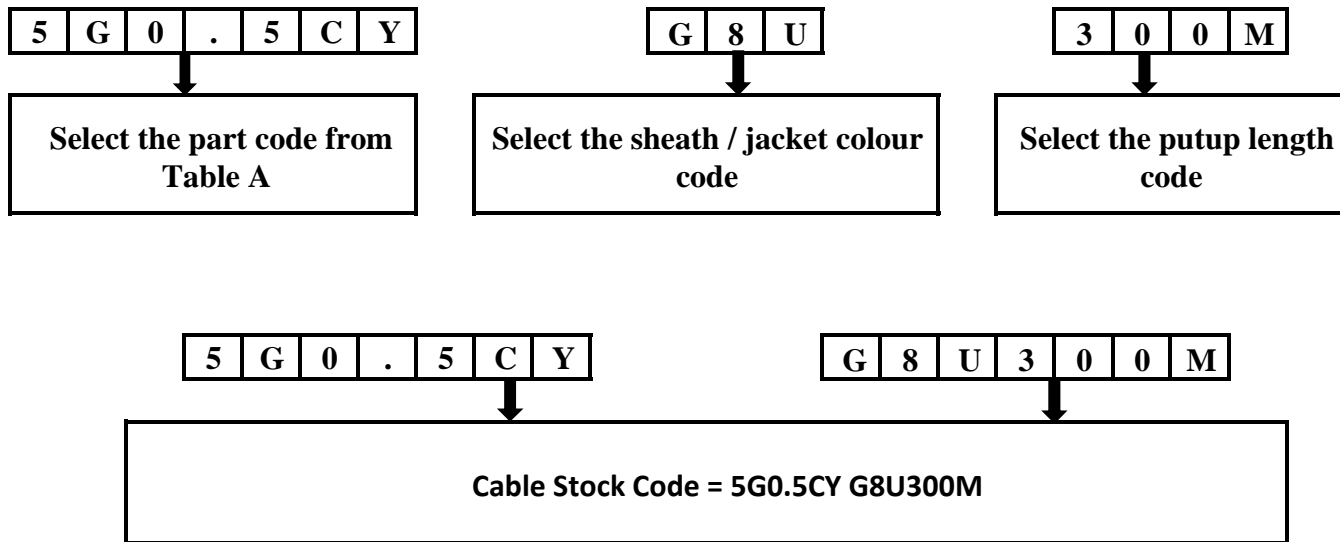 5 G 0 . 5 C Y
G 8 U
3 0 0 M
Select the part code from
Table A
Select the sheath / jacket colour
code
Select the putup length
code
5 G 0 . 5 C Y
G 8 U 3 0 0 M
Cable Stock Code = 5G0.5CY G8U300M